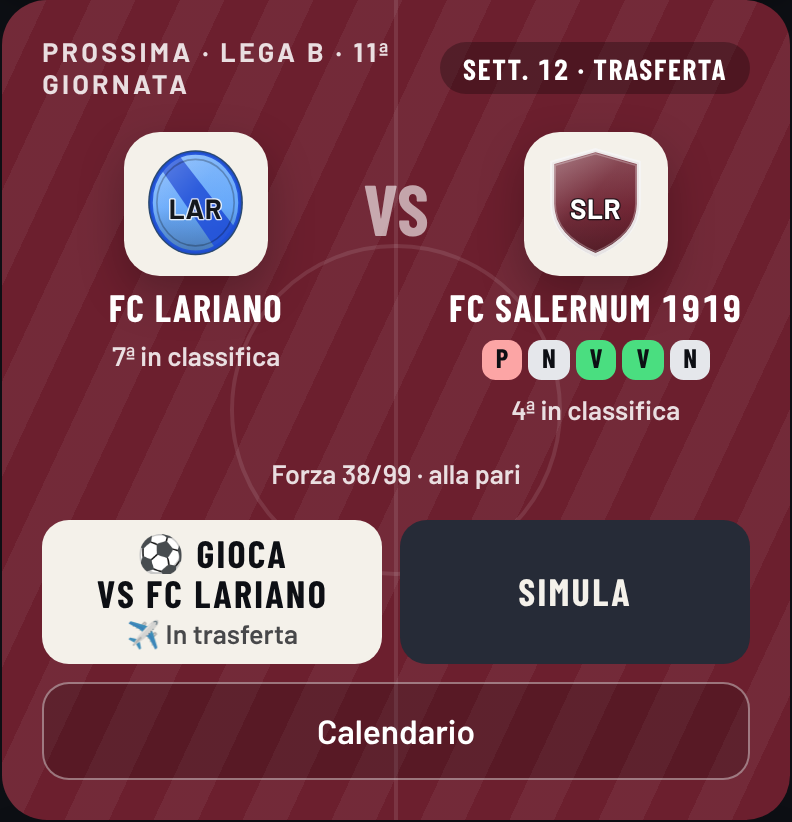 PROSSIMA · LEGA B · 11ª
GIORNATA
SETT. 12 · TRASFERTA
LAR
VS
SLR
FC LARIANO
FC SALERNUM 1919
7ª in classifica
P N V V N
4ª in classifica
Forza 38/99 · alla pari
⚽ GIOCA
VS FC LARIANO
✈️ In trasferta
SIMULA
Calendario